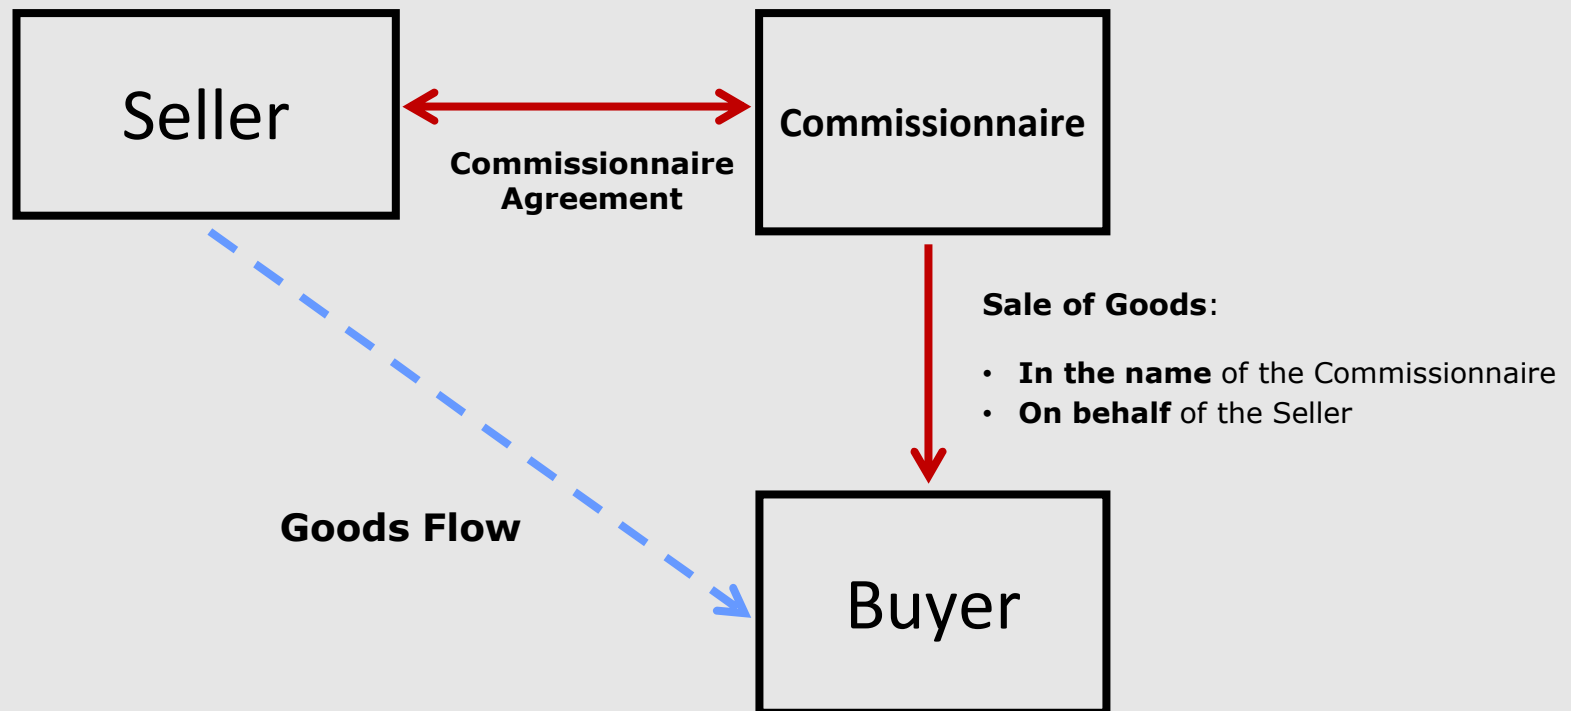 Seller
Commissionnaire
Commissionnaire
Agreement
Sale of Goods:
• In the name of the Commissionnaire
• On behalf of the Seller
Goods Flow
Buyer